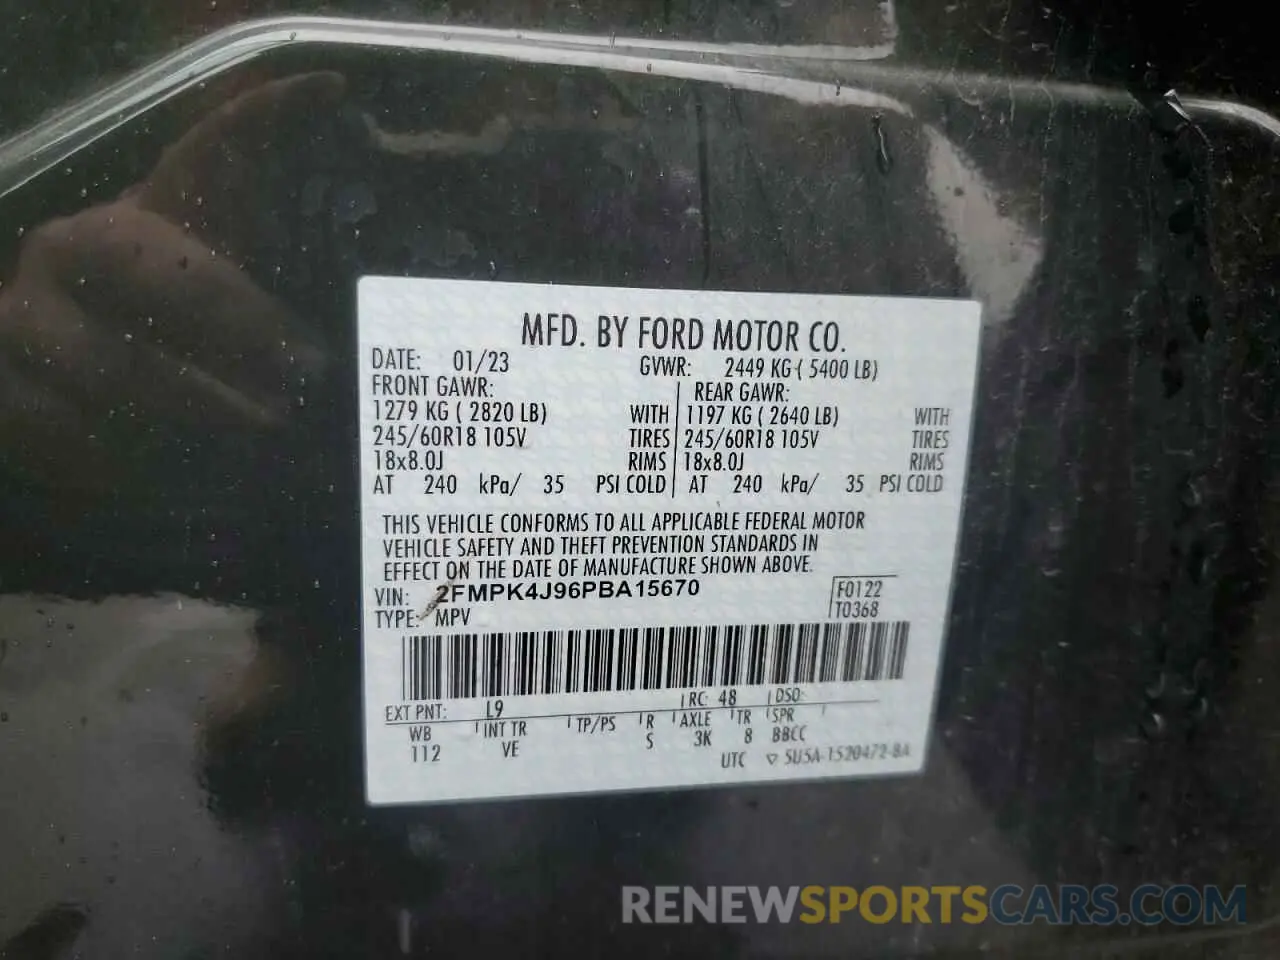 MFD. BY FORD MOTOR CO.
DATE: 01/23 GVWR: 2449 KG ( 5400 LB)
FRONT GAWR: REAR GAWR:
1279 KG ( 2820 LB) WITH 1197 KG ( 2640 LB) WITH
245/60R18 105V TIRES 245/60R18 105V TIRES
18x8.0J RIMS 18x8.0J RIMS
AT 240 kPa/ 35 PSI COLD AT 240 kPa/ 35 PSI COLD
THIS VEHICLE CONFORMS TO ALL APPLICABLE FEDERAL MOTOR
VEHICLE SAFETY AND THEFT PREVENTION STANDARDS IN
EFFECT ON THE DATE OF MANUFACTURE SHOWN ABOVE.
VIN: 2FMPK4J96PBA15670 F0122
TYPE: MPV T0368
EXT PNT: L9 RC: 48 DSO:
WB INT TR TP/PS R AXLE TR SPR
112 VE S 3K 8 BBCC
UTC ▽ 5U5A-1520472-BA
RENEWSPORTSCARS.COM